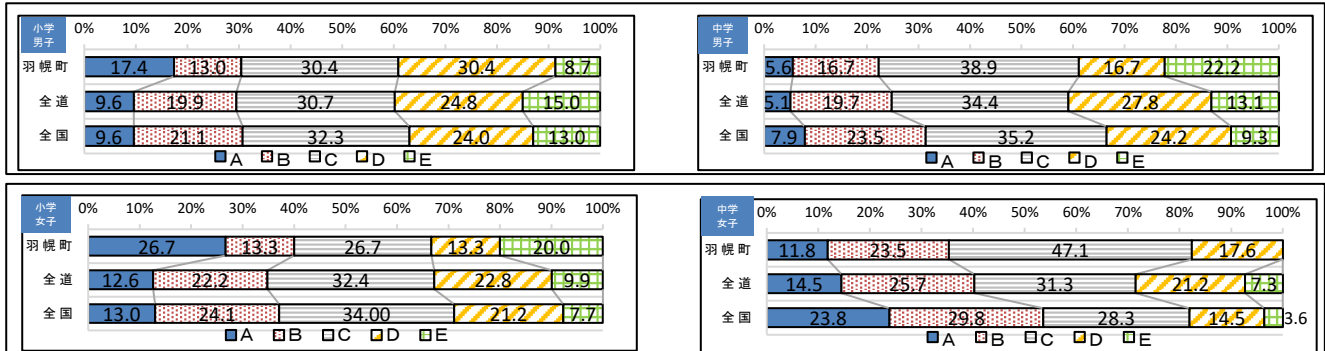 小学
男子
0% 10% 20% 30% 40% 50% 60% 70% 80% 90% 100%
羽幌町 17.4 13.0 30.4 30.4 8.7
全道 9.6 19.9 30.7 24.8 15.0
全国 9.6 21.1 32.3 24.0 13.0
A B C D E
中学
男子
0% 10% 20% 30% 40% 50% 60% 70% 80% 90% 100%
羽幌町 5.6 16.7 38.9 16.7 22.2
全道 5.1 19.7 34.4 27.8 13.1
全国 7.9 23.5 35.2 24.2 9.3
A B C D E
小学
女子
0% 10% 20% 30% 40% 50% 60% 70% 80% 90% 100%
羽幌町 26.7 13.3 26.7 13.3 20.0
全道 12.6 22.2 32.4 22.8 9.9
全国 13.0 24.1 34.00 21.2 7.7
A B C D E
中学
女子
0% 10% 20% 30% 40% 50% 60% 70% 80% 90% 100%
羽幌町 11.8 23.5 47.1 17.6
全道 14.5 25.7 31.3 21.2 7.3
全国 23.8 29.8 28.3 14.5 3.6
A B C D E